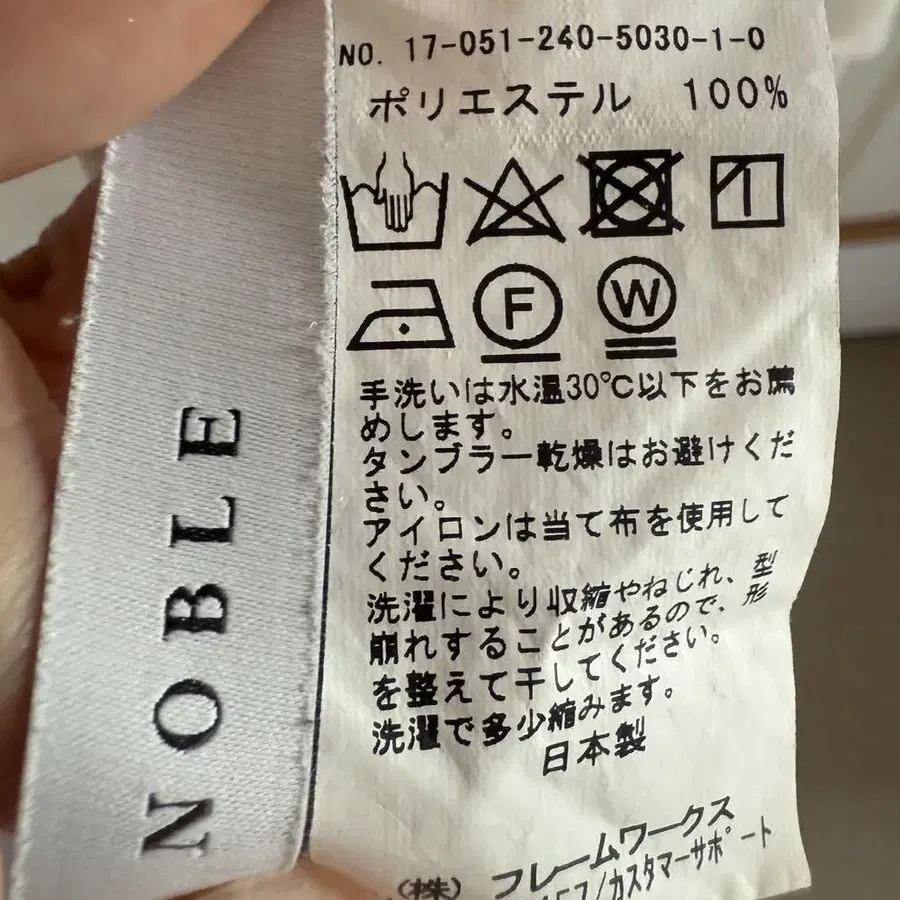 NOBLE
NO. 17-051-240-5030-1-0
ポリエステル 100%
F
W
手洗いは水温30℃以下をお薦
めします。
タンブラー乾燥はお避けくだ
さい。
アイロンは当て布を使用して
ください。
洗濯により収縮やねじれ、型
崩れすることがあるので、形
を整えて干してください。
洗濯で多少縮みます。
日本製
(株) フレームワークス
/カスタマーサポート